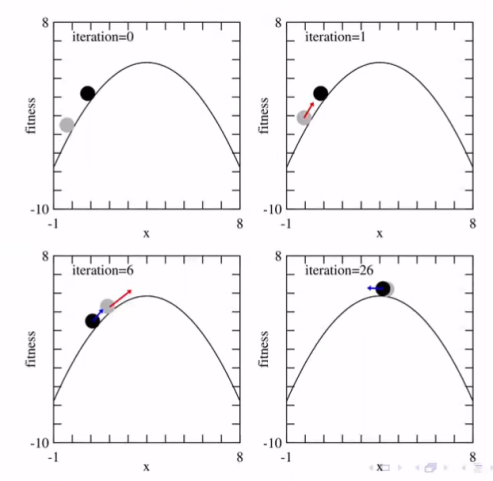 8
iteration=0
fitness
-10
-1
x
8
8
iteration=1
fitness
-10
-1
x
8
8
iteration=6
fitness
-10
-1
x
8
8
iteration=26
fitness
-10
-1
x
8